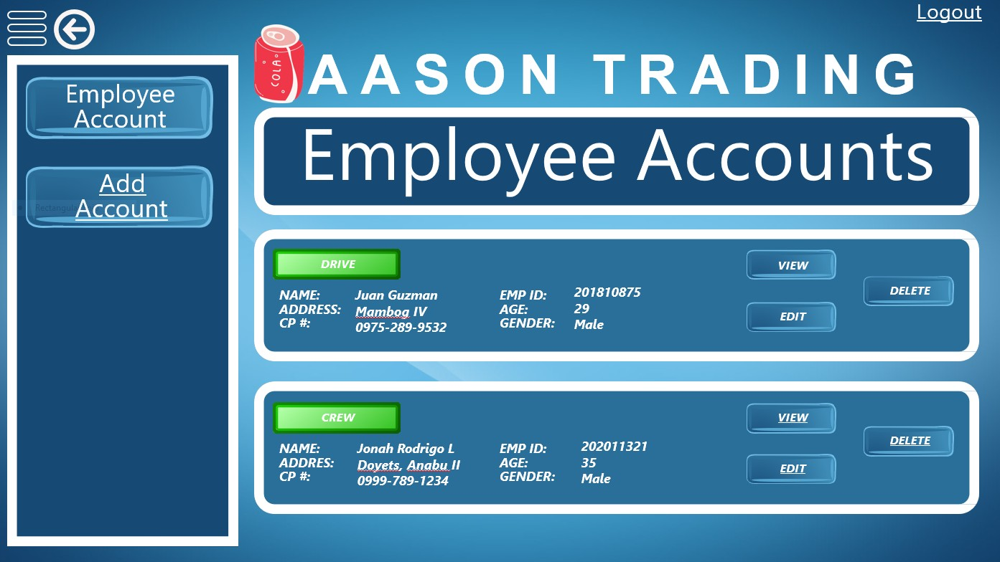 Logout
COLA
AASON TRADING
Employee
Account
Add
Account
Employee Accounts
DRIVE
NAME: Juan Guzman
ADDRESS: Mambog IV
CP #: 0975-289-9532
EMP ID: 201810875
AGE: 29
GENDER: Male
VIEW
EDIT
DELETE
CREW
NAME: Jonah Rodrigo L
ADDRES: Doyets, Anabu II
CP #: 0999-789-1234
EMP ID: 202011321
AGE: 35
GENDER: Male
VIEW
EDIT
DELETE